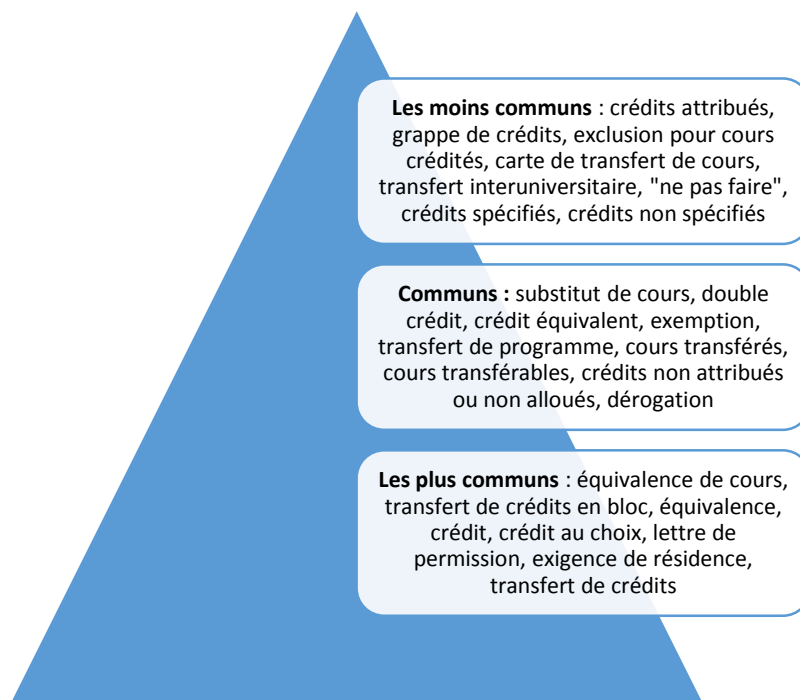 Les moins communs : crédits attribués,
grappe de crédits, exclusion pour cours
crédités, carte de transfert de cours,
transfert interuniversitaire, "ne pas faire",
crédits spécifiés, crédits non spécifiés
Communs : substitut de cours, double
crédit, crédit équivalent, exemption,
transfert de programme, cours transférés,
cours transférables, crédits non attribués
ou non alloués, dérogation
Les plus communs : équivalence de cours,
transfert de crédits en bloc, équivalence,
crédit, crédit au choix, lettre de
permission, exigence de résidence,
transfert de crédits